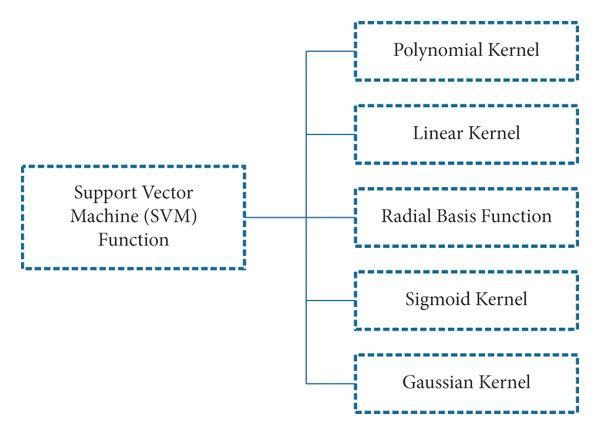 Support Vector
Machine (SVM)
Function
Polynomial Kernel
Linear Kernel
Radial Basis Function
Sigmoid Kernel
Gaussian Kernel